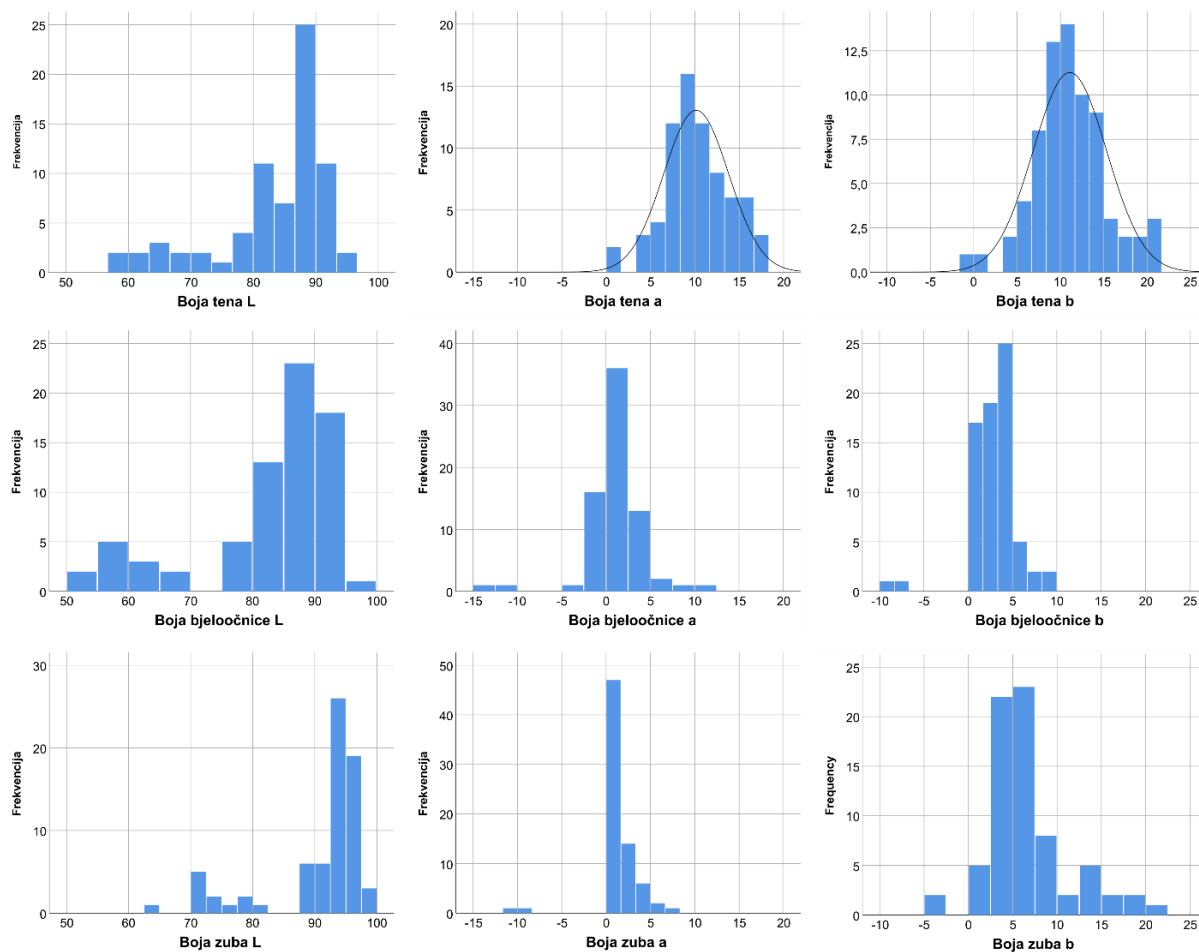 25
20
15
10
5
0
Frekvencija
50 60 70 80 90 100
Boja tena L
20
15
10
5
0
Frekvencija
-15 -10 -5 0 5 10 15 20
Boja tena a
12,5
10,0
7,5
5,0
2,5
0,0
Frekvencija
-10 -5 0 5 10 15 20 25
Boja tena b
25
20
15
10
5
0
Frekvencija
50 60 70 80 90 100
Boja bjeloočnice L
40
30
20
10
0
Frekvencija
-15 -10 -5 0 5 10 15 20
Boja bjeloočnice a
25
20
15
10
5
0
Frekvencija
-10 -5 0 5 10 15 20 25
Boja bjeloočnice b
30
20
10
0
Frekvencija
50 60 70 80 90 100
Boja zuba L
50
40
30
20
10
0
Frekvencija
-15 -10 -5 0 5 10 15 20
Boja zuba a
25
20
15
10
5
0
Frequency
-10 -5 0 5 10 15 20 25
Boja zuba b